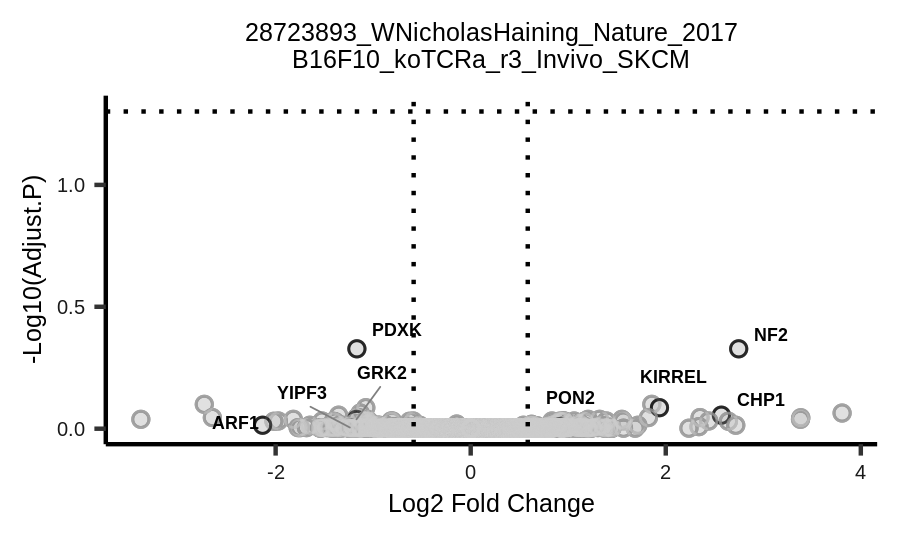 28723893_WNicholasHaining_Nature_2017
B16F10_koTCRa_r3_Invivo_SKCM
-Log10(Adjust.P)
1.0
0.5
0.0
PDXK
NF2
GRK2
KIRREL
YIPF3
PON2
CHP1
ARF1
-2
0
2
4
Log2 Fold Change